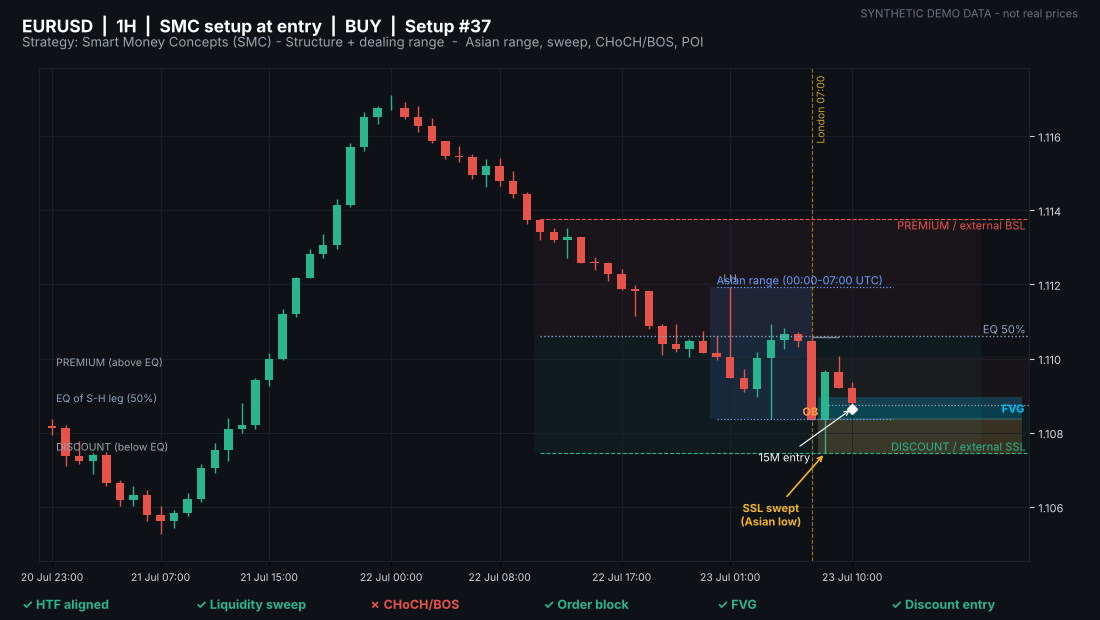 SYNTHETIC DEMO DATA - not real prices
EURUSD | 1H | SMC setup at entry | BUY | Setup #37
Strategy: Smart Money Concepts (SMC) - Structure + dealing range - Asian range, sweep, CHoCH/BOS, POI
London 07:00
1.116
1.114
PREMIUM / external BSL
LH
Asian range (00:00-07:00 UTC)
1.112
EQ 50%
PREMIUM (above EQ)
1.110
EQ of S-H leg (50%)
OB
FVG
1.108
DISCOUNT (below EQ)
DISCOUNT / external SSL
15M entry
SSL swept
(Asian low)
1.106
20 Jul 23:00
21 Jul 07:00
21 Jul 15:00
22 Jul 00:00
22 Jul 08:00
22 Jul 17:00
23 Jul 01:00
23 Jul 10:00
✓ HTF aligned
✓ Liquidity sweep
× CHoCH/BOS
✓ Order block
✓ FVG
✓ Discount entry